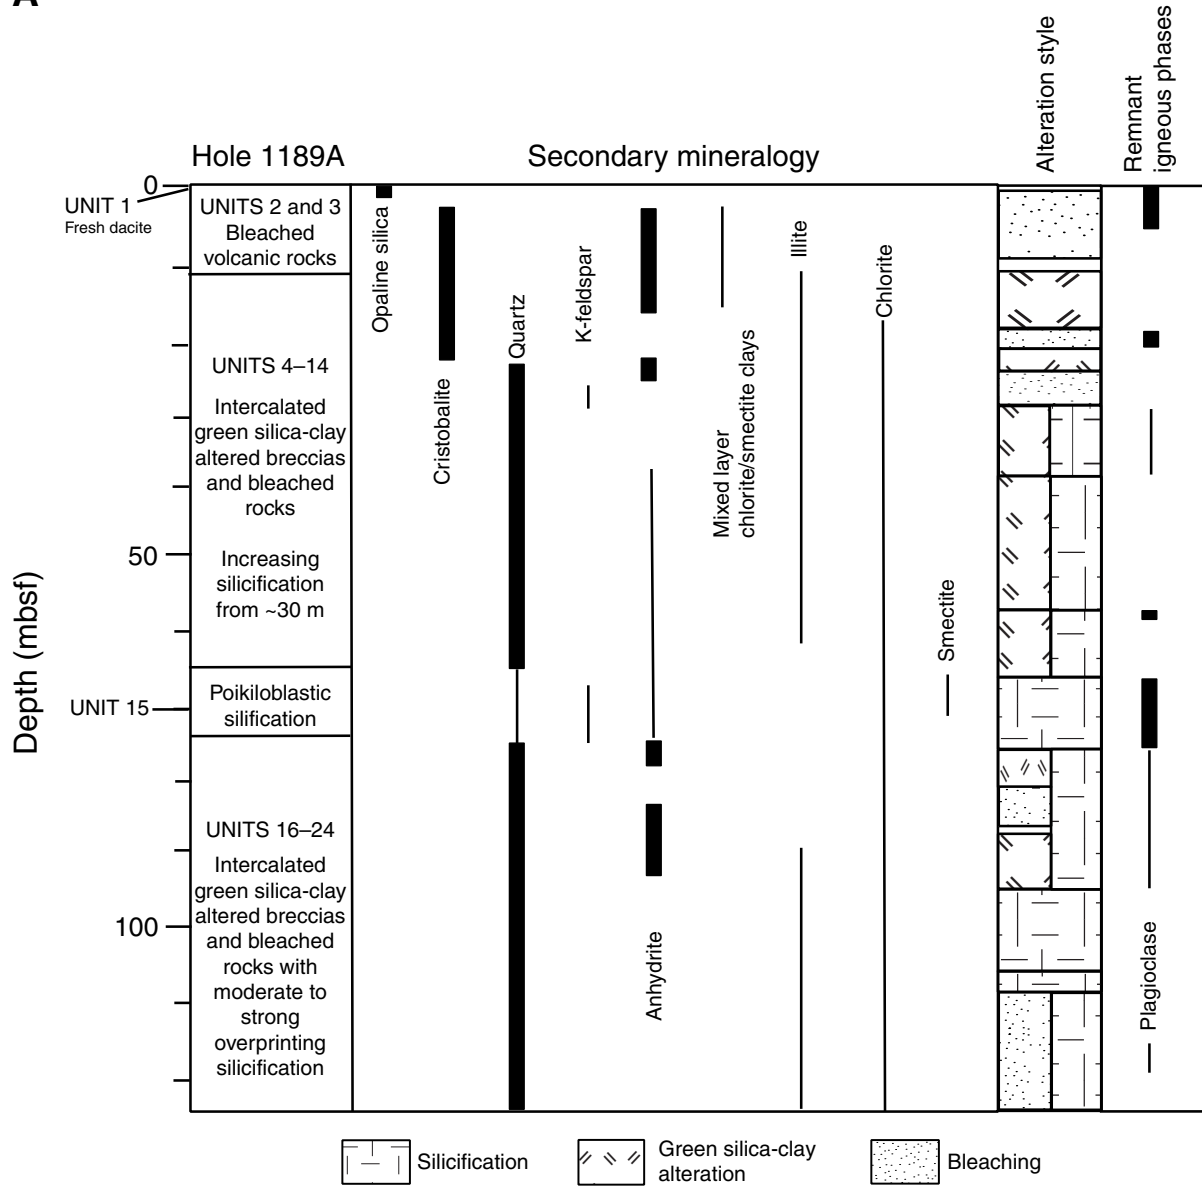 A
Alteration style
Remnant
igneous phases
Hole 1189A
Secondary mineralogy
0
UNIT 1
Fresh dacite
UNITS 2 and 3
Bleached
volcanic rocks
Opaline silica
Cristobalite
Quartz
K-feldspar
Mixed layer
chlorite/smectite clays
Illite
Chlorite
UNITS 4–14
Intercalated
green silica-clay
altered breccias
and bleached
rocks
50
Increasing
silicification
from ~30 m
Smectite
Depth (mbsf)
UNIT 15
Poikiloblastic
silification
UNITS 16–24
Intercalated
green silica-clay
altered breccias
and bleached
rocks with
moderate to
strong
overprinting
silicification
100
Anhydrite
Plagioclase
Silicification
Green silica-clay
alteration
Bleaching